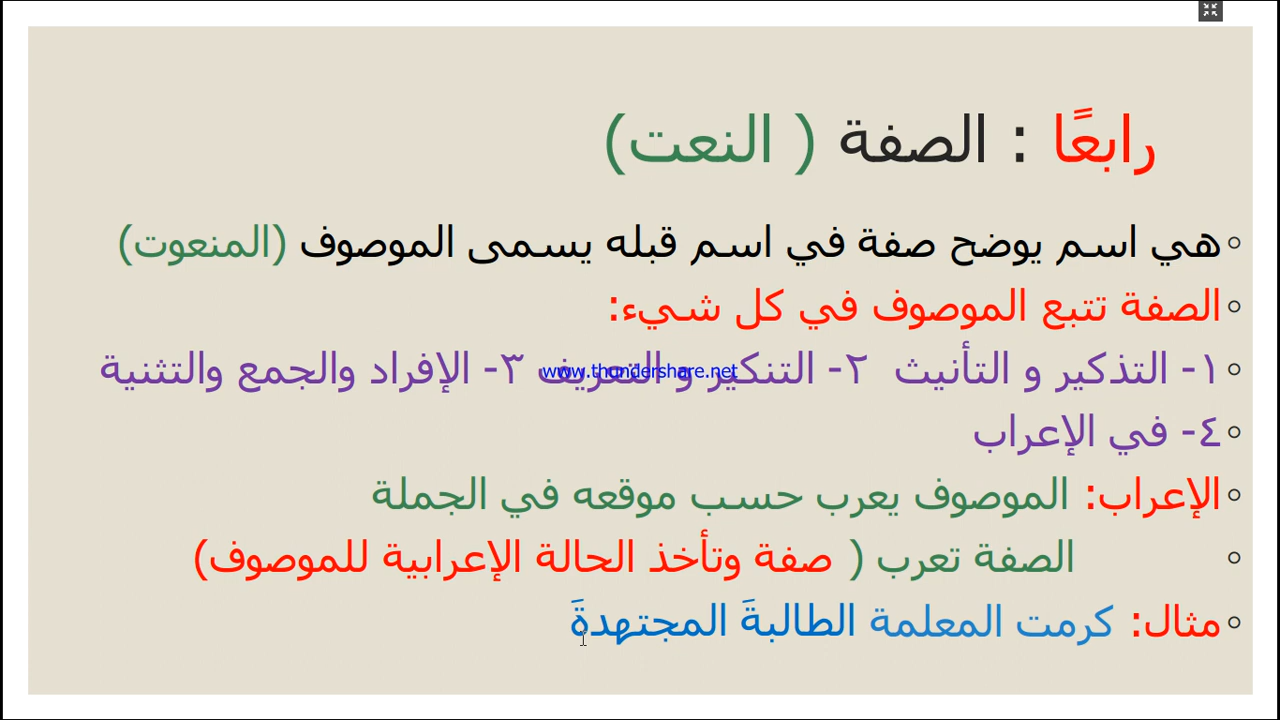 رابعًا : الصفة ( النعت)
هي اسم يوضح صفة في اسم قبله يسمى الموصوف (المنعوت)
الصفة تتبع الموصوف في كل شيء:
١- التذكير و التأنيث ٢- التنكير و التعريف ٣- الإفراد والجمع والتثنية
www.thundershare.net
٤- في الإعراب
الإعراب: الموصوف يعرب حسب موقعه في الجملة
الصفة تعرب ( صفة وتأخذ الحالة الإعرابية للموصوف)
مثال: كرمت المعلمة الطالبةَ المجتهدةَ